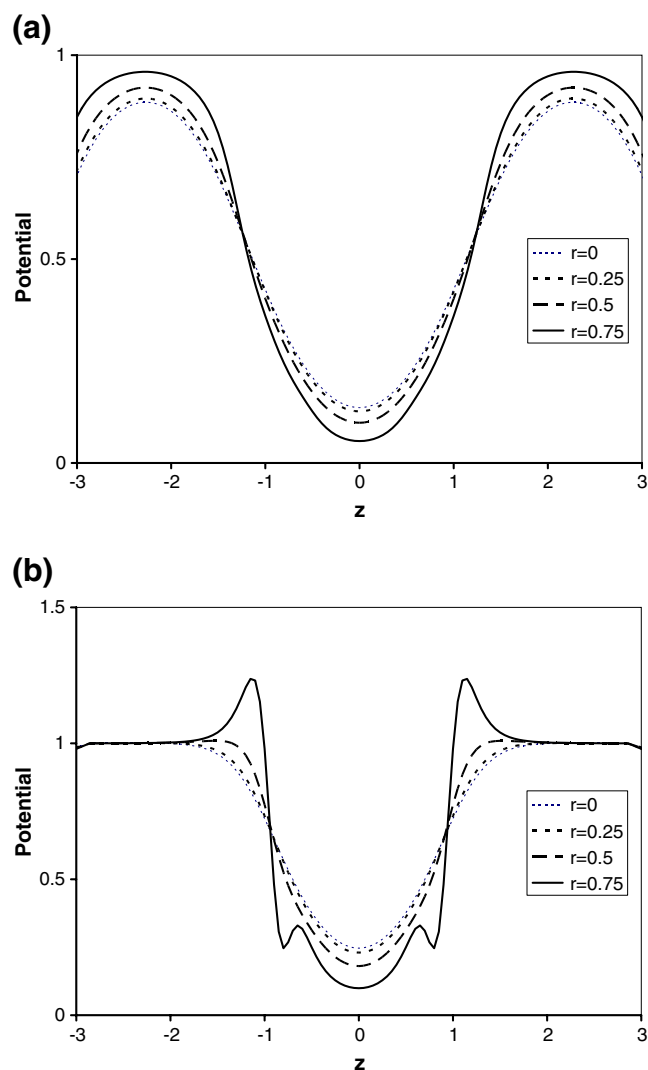 (a)
1
0.5
0
Potential
-3 -2 -1 0 1 2 3
z
r=0
r=0.25
r=0.5
r=0.75
(b)
1.5
1
0.5
0
Potential
-3 -2 -1 0 1 2 3
z
r=0
r=0.25
r=0.5
r=0.75